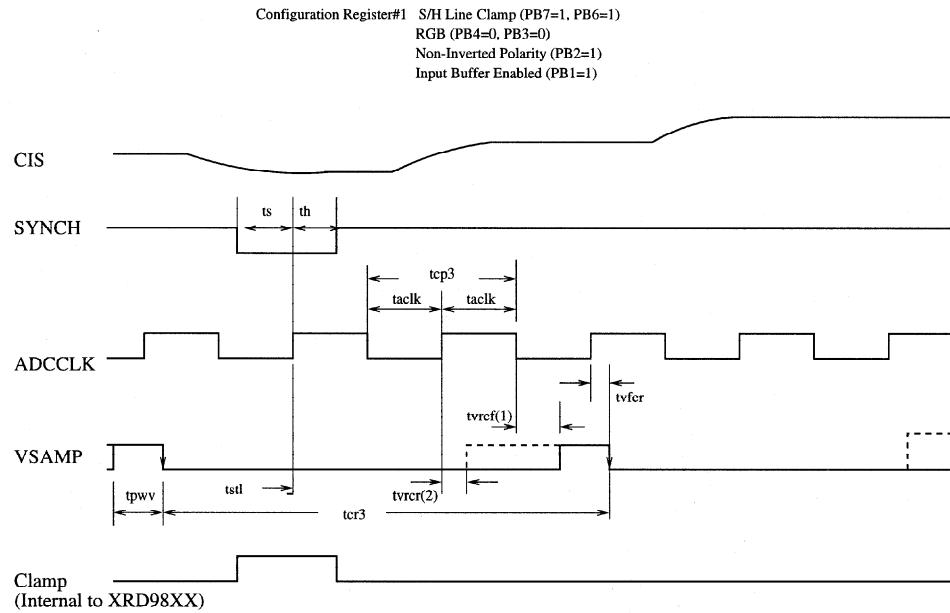 Configuration Register#1 S/H Line Clamp (PB7=1, PB6=1)
RGB (PB4=0, PB3=0)
Non-Inverted Polarity (PB2=1)
Input Buffer Enabled (PB1=1)
CIS
SYNCH
ts
th
tcp3
taclk
taclk
ADCCLK
tvfcr
tvrcf(1)
VSAMP
tpwv
tstl
tvrcr(2)
tcr3
Clamp
(Internal to XRD98XX)